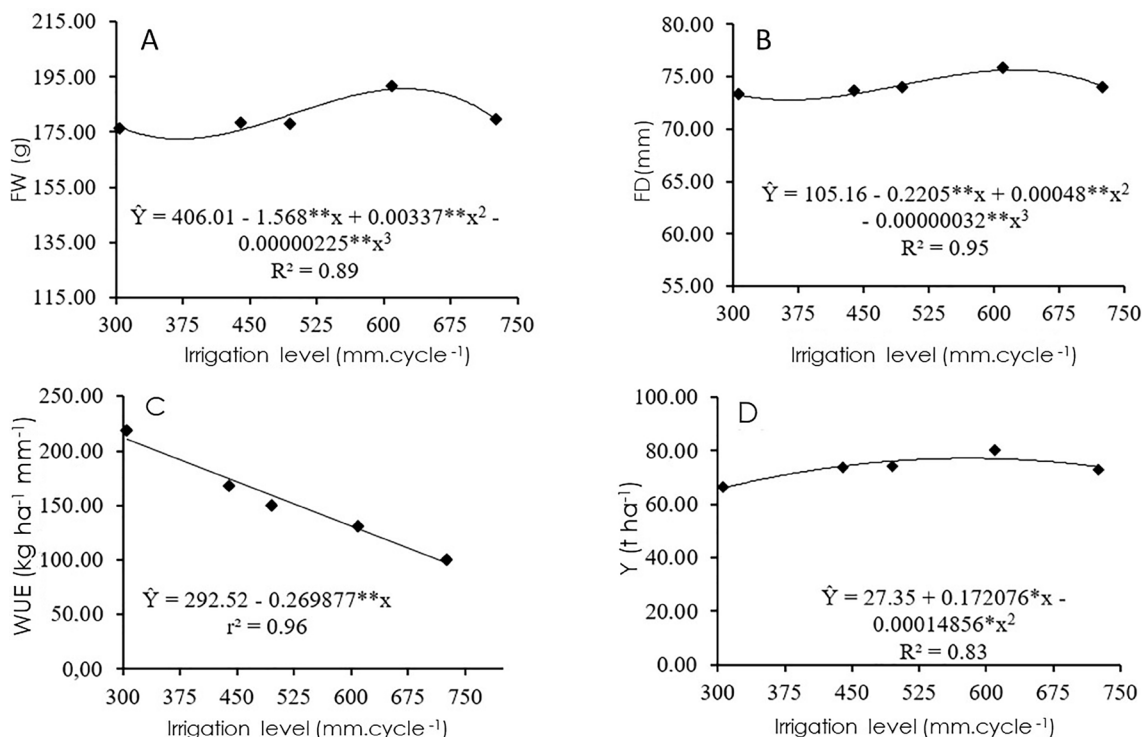 A
FW (g)
215.00
195.00
175.00
155.00
135.00
115.00
Ŷ = 406.01 - 1.568**x + 0.00337**x² -
0.00000225**x³
R² = 0.89
300 375 450 525 600 675 750
Irrigation level (mm.cycle⁻¹)
B
FD(mm)
80.00
75.00
70.00
65.00
60.00
55.00
Ŷ = 105.16 - 0.2205**x + 0.00048**x²
- 0.00000032**x³
R² = 0.95
300 375 450 525 600 675 750
Irrigation level (mm.cycle⁻¹)
C
WUE (kg ha⁻¹ mm⁻¹)
250.00
200.00
150.00
100.00
50.00
0,00
Ŷ = 292.52 - 0.269877**x
r² = 0.96
300 375 450 525 600 675 750
Irrigation level (mm.cycle⁻¹)
D
Y (t ha⁻¹)
100.00
80.00
60.00
40.00
20.00
0.00
Ŷ = 27.35 + 0.172076*x -
0.00014856*x²
R² = 0.83
300 375 450 525 600 675 750
Irrigation level (mm.cycle⁻¹)